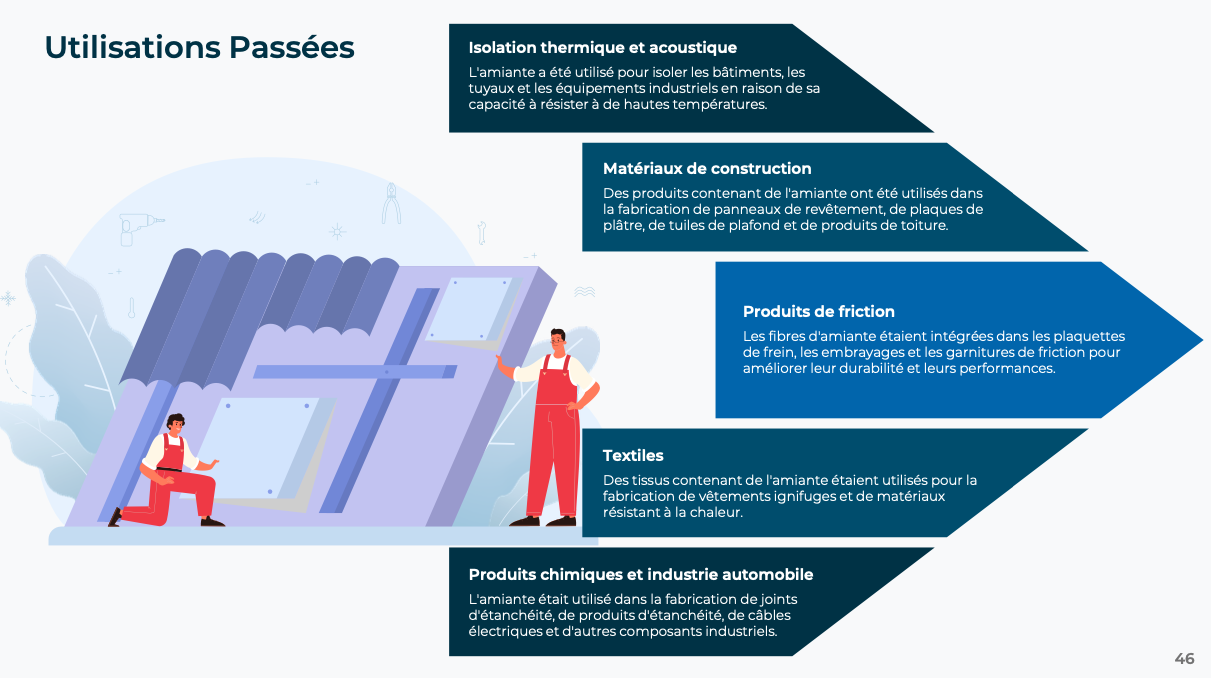 Utilisations Passées
Isolation thermique et acoustique
L'amiante a été utilisé pour isoler les bâtiments, les
tuyaux et les équipements industriels en raison de sa
capacité à résister à de hautes températures.
Matériaux de construction
Des produits contenant de l'amiante ont été utilisés dans
la fabrication de panneaux de revêtement, de plaques de
plâtre, de tuiles de plafond et de produits de toiture.
Produits de friction
Les fibres d'amiante étaient intégrées dans les plaquettes
de frein, les embrayages et les garnitures de friction pour
améliorer leur durabilité et leurs performances.
Textiles
Des tissus contenant de l'amiante étaient utilisés pour la
fabrication de vêtements ignifuges et de matériaux
résistant à la chaleur.
Produits chimiques et industrie automobile
L'amiante était utilisé dans la fabrication de joints
d'étanchéité, de produits d'étanchéité, de câbles
électriques et d'autres composants industriels.
46